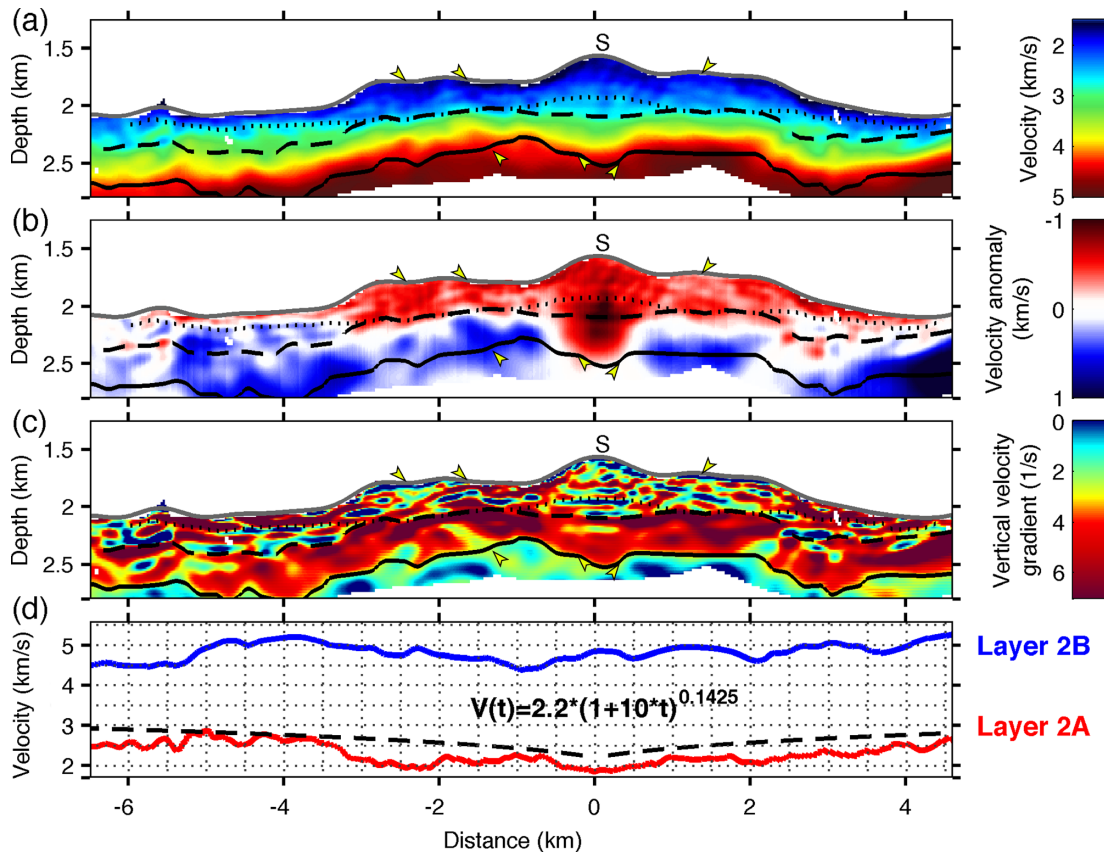 (a)
S
1.5
2
2.5
Depth (km)
2
3
4
5
Velocity (km/s)
(b)
S
1.5
2
2.5
Depth (km)
-1
0
1
Velocity anomaly
(km/s)
(c)
S
1.5
2
2.5
Depth (km)
0
2
4
6
Vertical velocity
gradient (1/s)
(d)
5
4
3
2
Velocity (km/s)
V(t)=2.2*(1+10*t)^0.1425
Layer 2B
Layer 2A
-6 -4 -2 0 2 4
Distance (km)